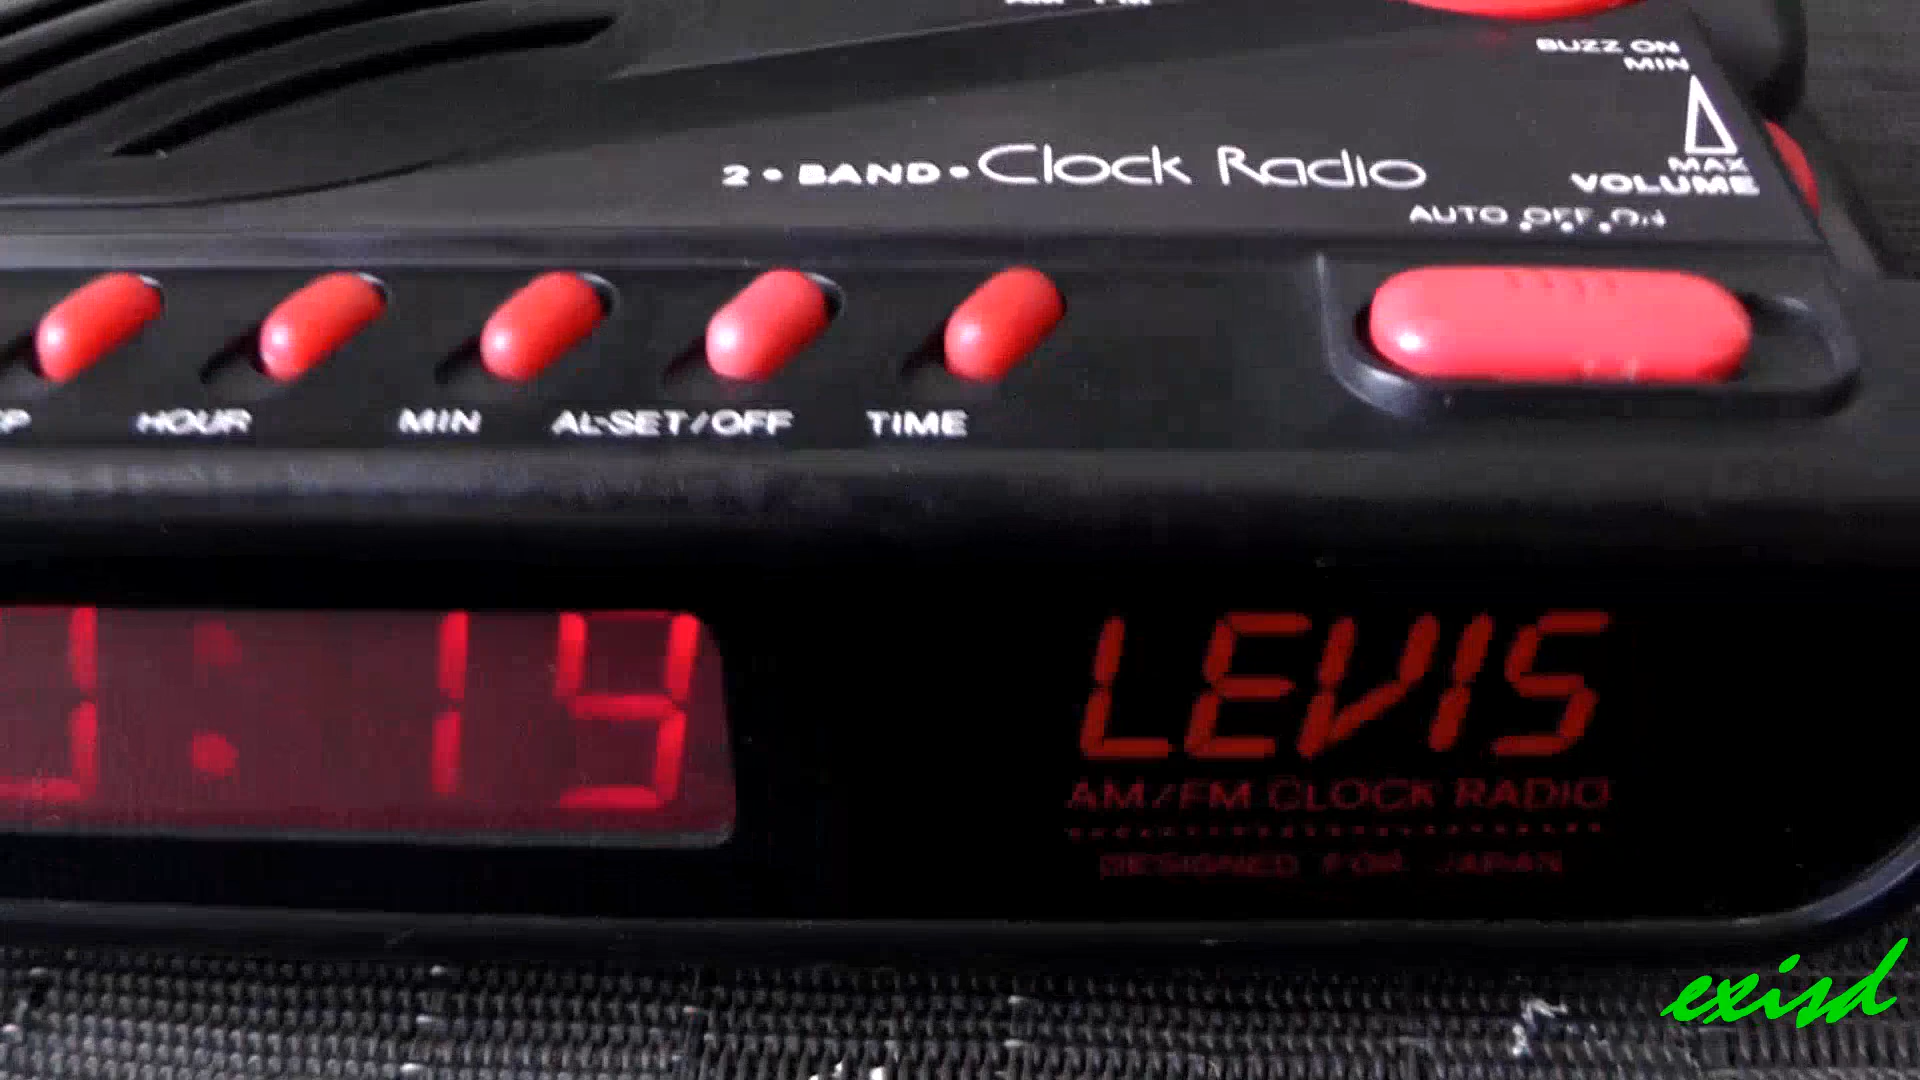 BUZZ ON
MIN
MAX
VOLUME
2 • BAND • Clock Radio
AUTO OFF ON
HOUR MIN AL-SET/OFF TIME
:19
LEVIS
AM/FM CLOCK RADIO
DESIGNED FOR JAPAN
exisd